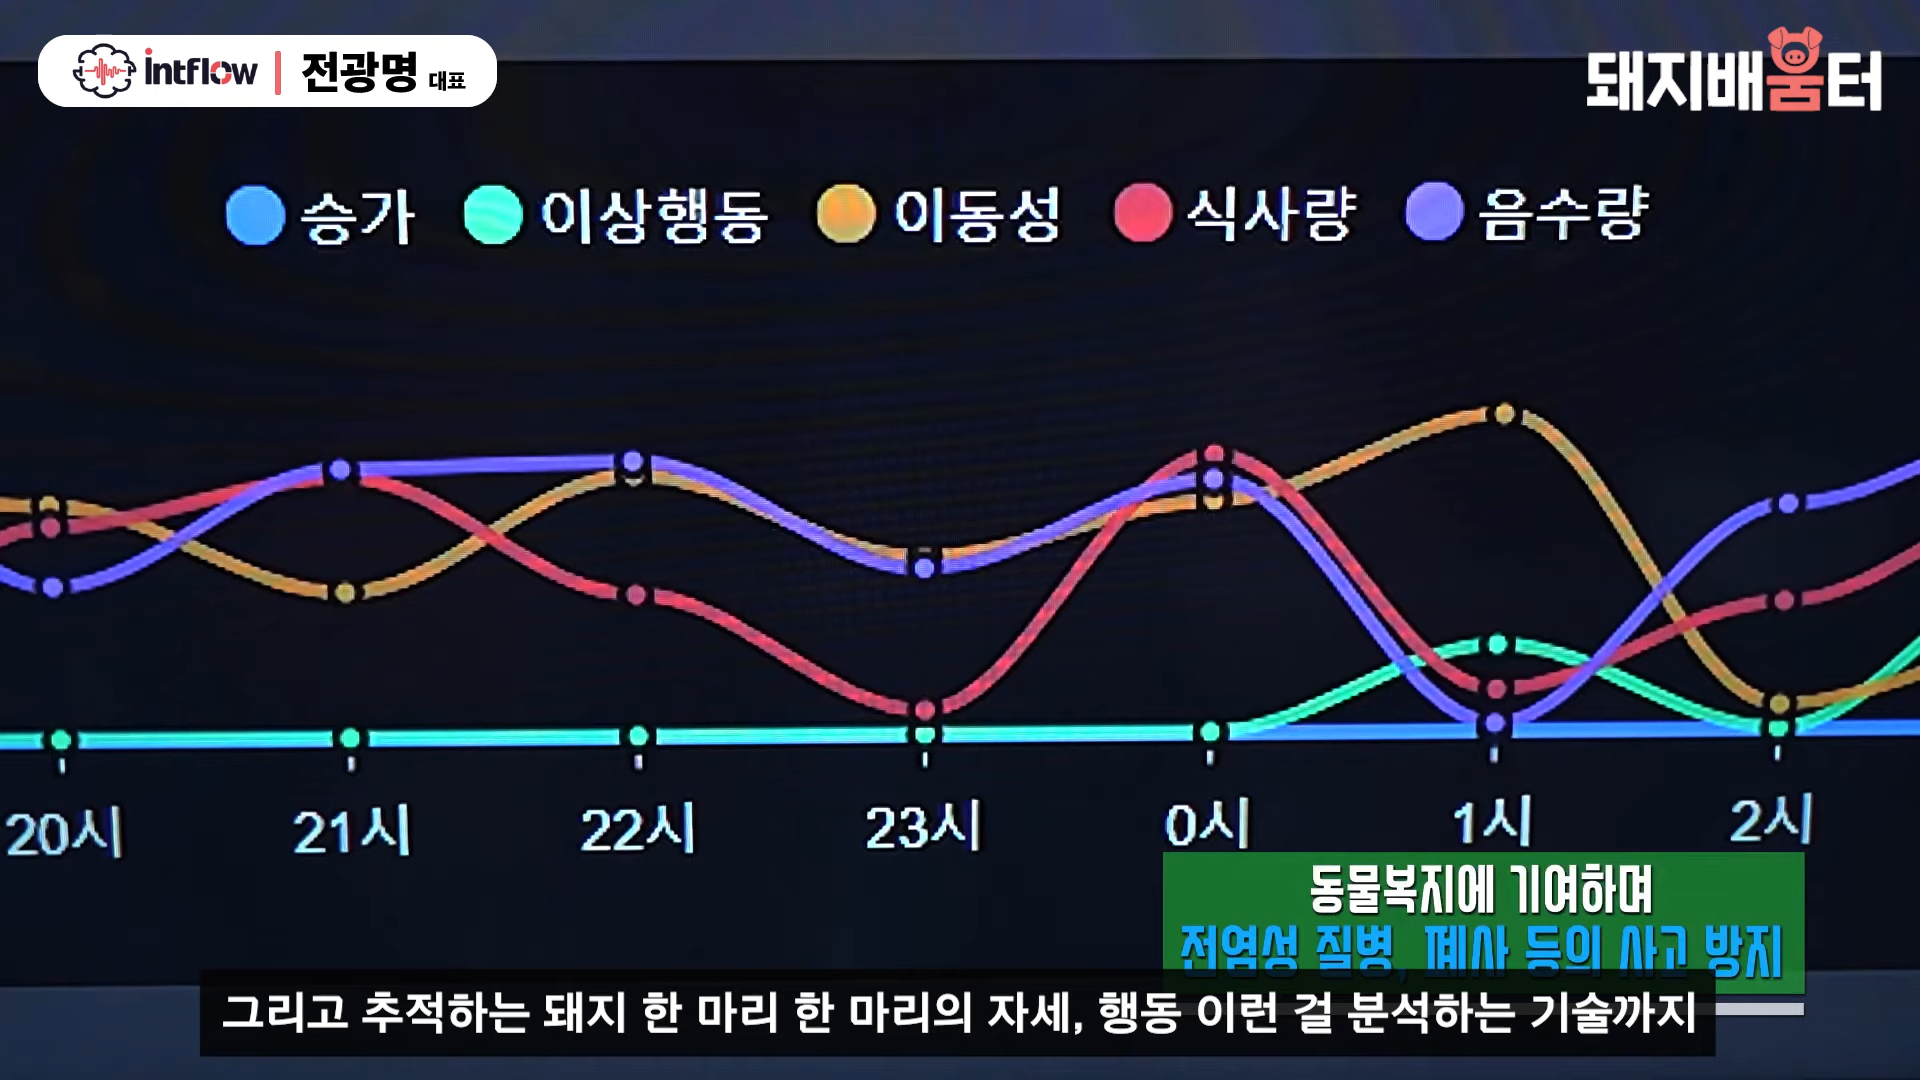 intflow | 전광명 대표
돼지배움터
승가 이상행동 이동성 식사량 음수량
20시 21시 22시 23시 0시 1시 2시
동물복지에 기여하며
전염성 질병, 폐사 등의 사고 방지
그리고 추적하는 돼지 한 마리 한 마리의 자세, 행동 이런 걸 분석하는 기술까지